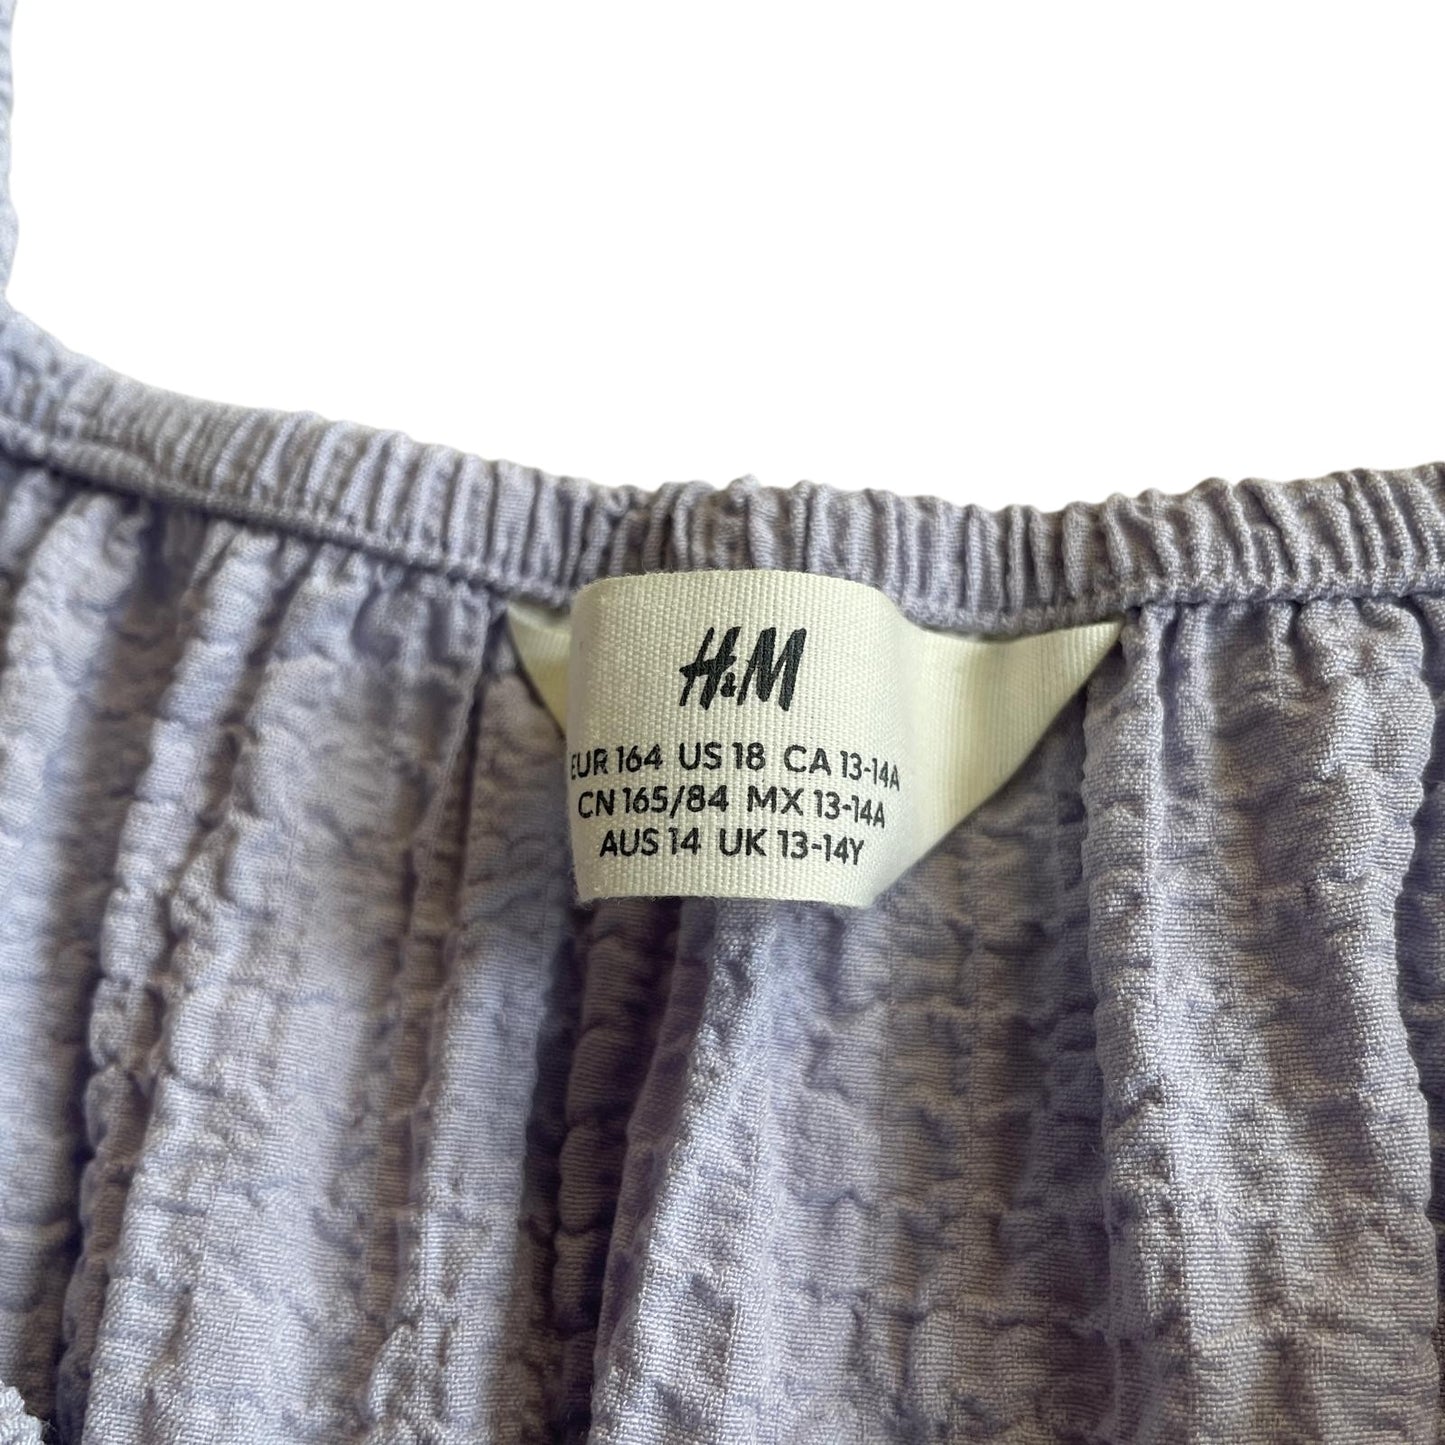 H&M
EUR 164 US 18 CA 13-14A
CN 165/84 MX 13-14A
AUS 14 UK 13-14Y